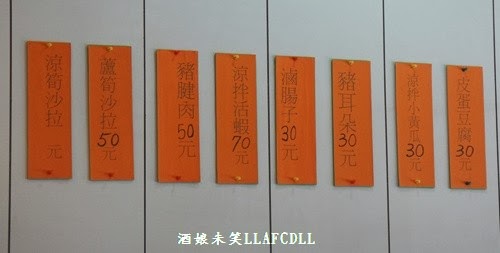 涼筍沙拉 元
蘆筍沙拉 50元
豬腱肉 50元
涼拌活蝦 70元
滷腸子 30元
豬耳朵 30元
涼拌小黃瓜 30元
皮蛋豆腐 30元
酒娘未笑LLAFCDLL